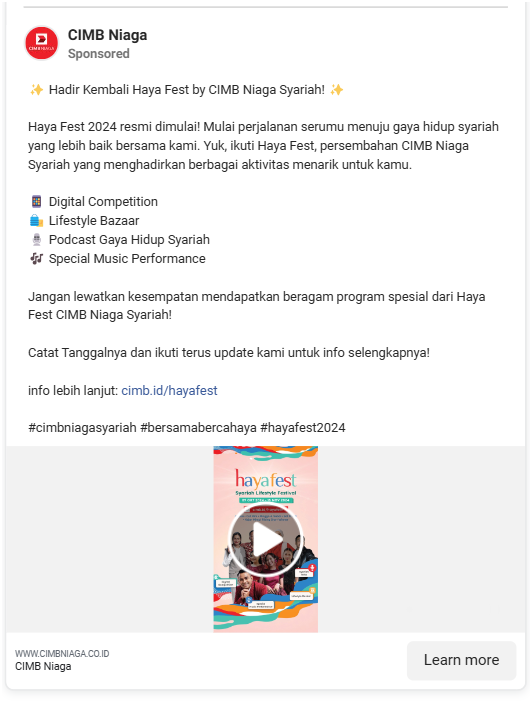 CIMB NIAGA
CIMB Niaga
Sponsored
✨ Hadir Kembali Haya Fest by CIMB Niaga Syariah! ✨
Haya Fest 2024 resmi dimulai! Mulai perjalanan serumu menuju gaya hidup syariah
yang lebih baik bersama kami. Yuk, ikuti Haya Fest, persembahan CIMB Niaga
Syariah yang menghadirkan berbagai aktivitas menarik untuk kamu.
Digital Competition
🛍️ Lifestyle Bazaar
🎙️ Podcast Gaya Hidup Syariah
🎶 Special Music Performance
Jangan lewatkan kesempatan mendapatkan beragam program spesial dari Haya
Fest CIMB Niaga Syariah!
Catat Tanggalnya dan ikuti terus update kami untuk info selengkapnya!
info lebih lanjut: cimb.id/hayafest
#cimbniagasyariah #bersamabercahaya #hayafest2024
hayafest
Syariah Lifestyle Festival
WWW.CIMBNIAGA.CO.ID
CIMB Niaga
Learn more